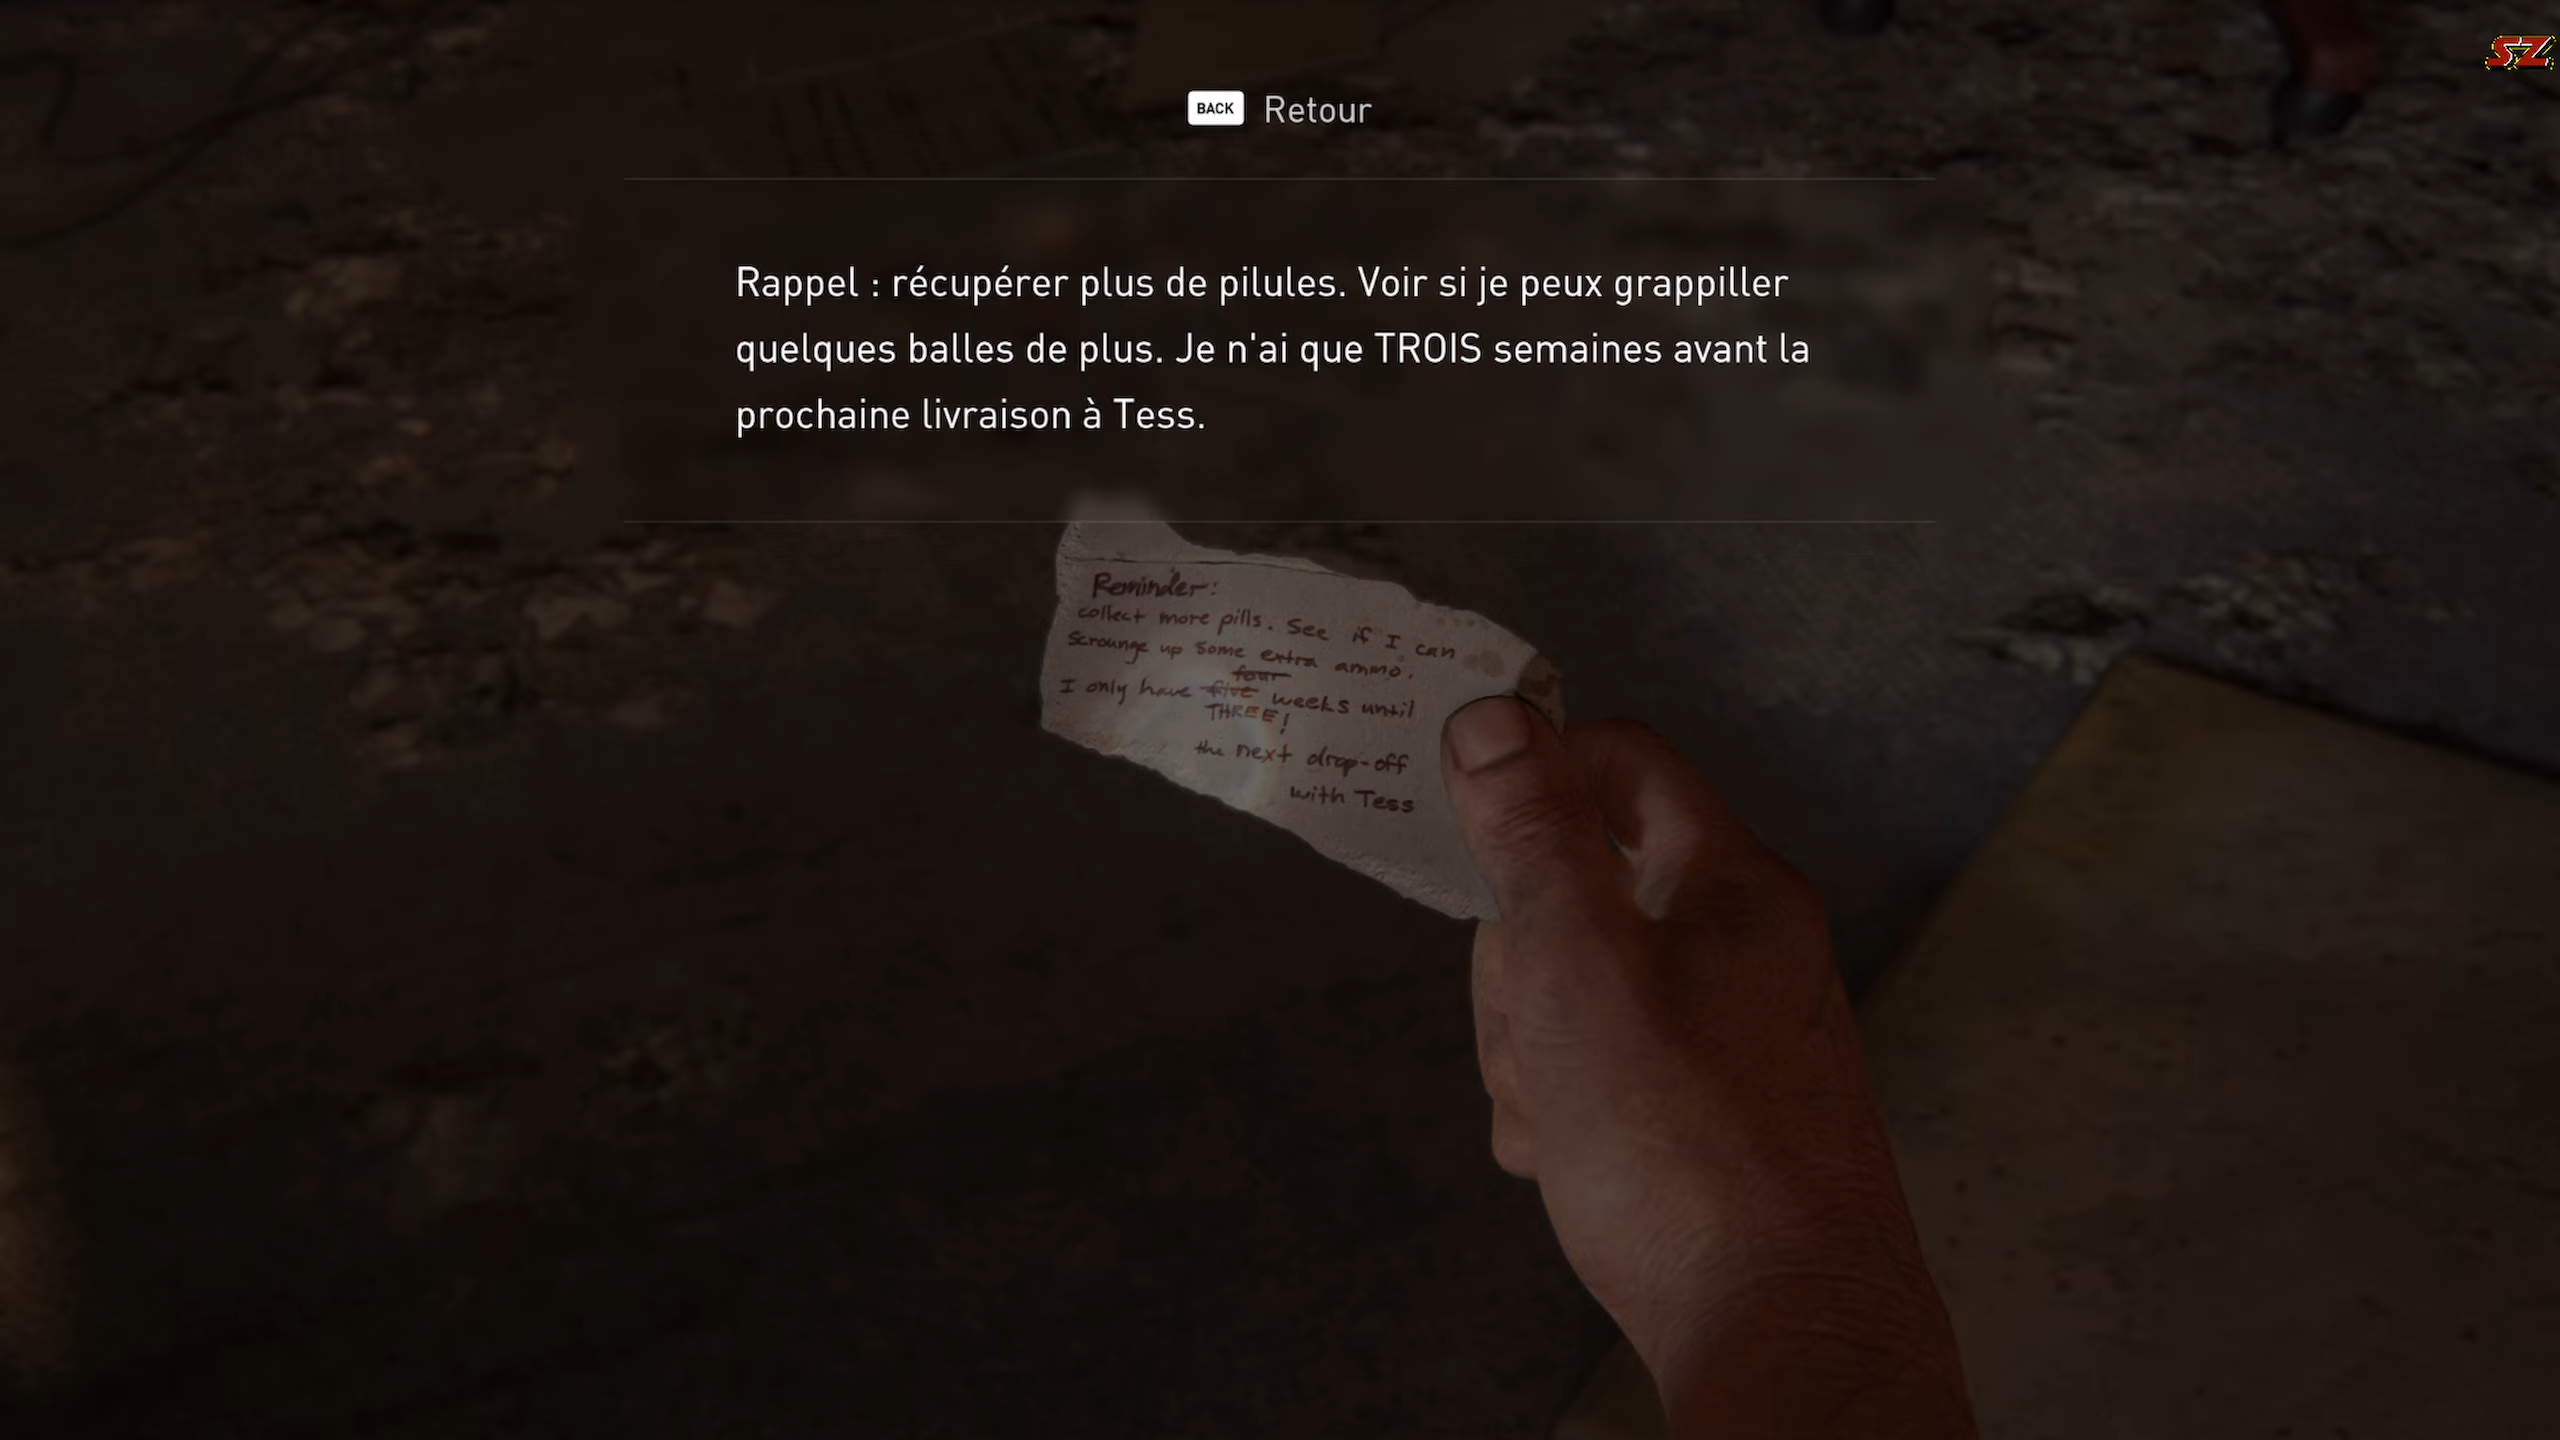 SZ
BACK Retour
Rappel : récupérer plus de pilules. Voir si je peux grappiller
quelques balles de plus. Je n'ai que TROIS semaines avant la
prochaine livraison à Tess.
Reminder:
collect more pills. See if I can
scrounge up some extra ammo.
four
I only have five weeks until
THREE!
the next drop-off
with Tess